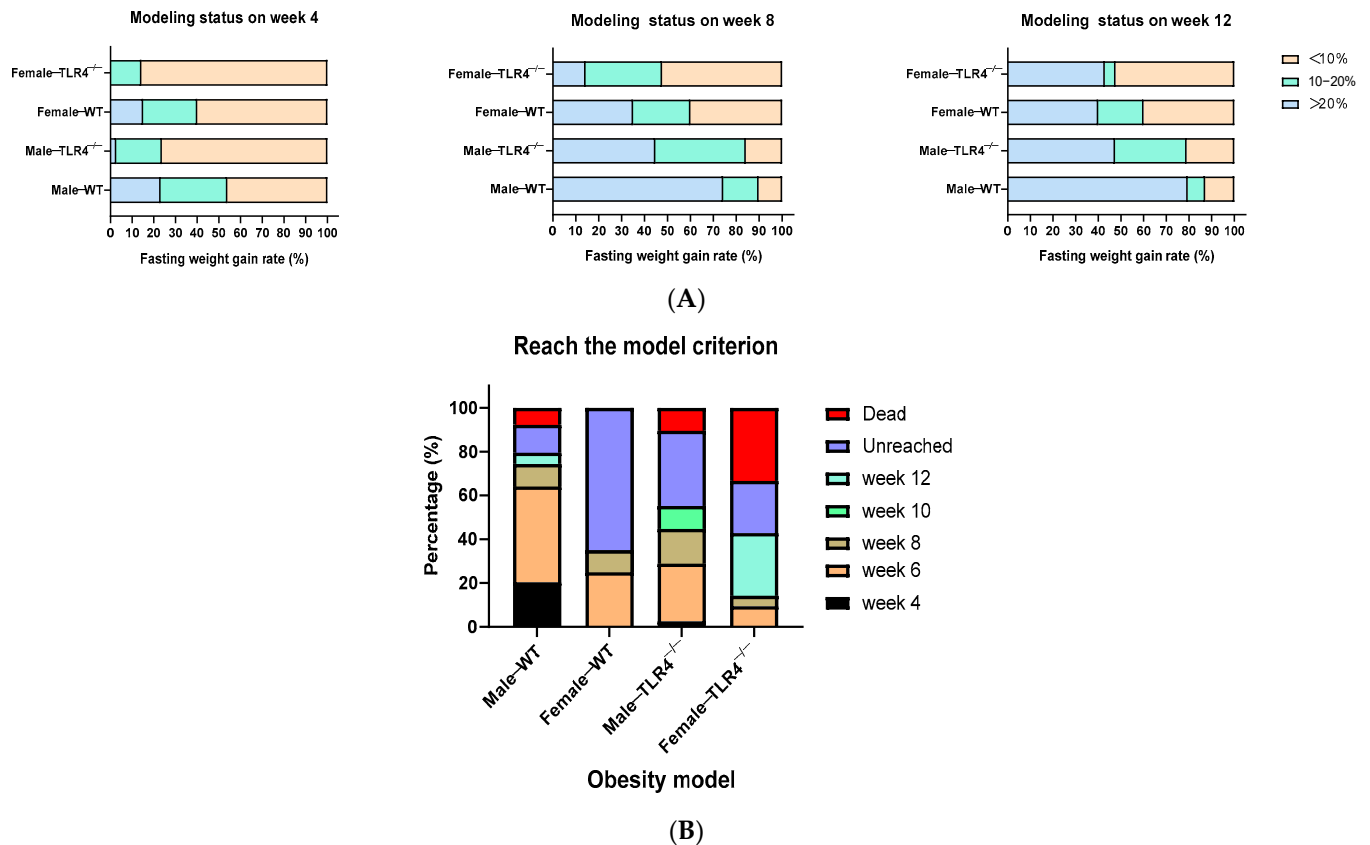 Modeling status on week 4
Female–TLR4⁻/⁻
Female–WT
Male–TLR4⁻/⁻
Male–WT
0 10 20 30 40 50 60 70 80 90 100
Fasting weight gain rate (%)
Modeling status on week 8
Female–TLR4⁻/⁻
Female–WT
Male–TLR4⁻/⁻
Male–WT
0 10 20 30 40 50 60 70 80 90 100
Fasting weight gain rate (%)
Modeling status on week 12
Female–TLR4⁻/⁻
Female–WT
Male–TLR4⁻/⁻
Male–WT
0 10 20 30 40 50 60 70 80 90 100
Fasting weight gain rate (%)
<10%
10–20%
>20%
(A)
Reach the model criterion
Percentage (%)
100
80
60
40
20
0
Male–WT
Female–WT
Male–TLR4⁻/⁻
Female–TLR4⁻/⁻
Obesity model
Dead
Unreached
week 12
week 10
week 8
week 6
week 4
(B)